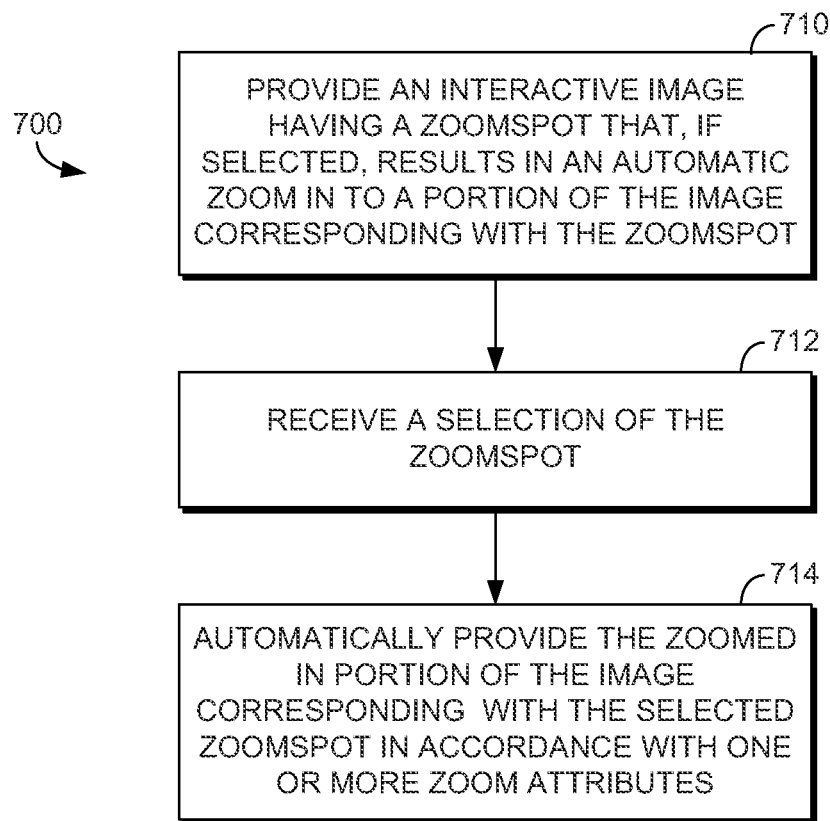 710
700
PROVIDE AN INTERACTIVE IMAGE
HAVING A ZOOMSPOT THAT, IF
SELECTED, RESULTS IN AN AUTOMATIC
ZOOM IN TO A PORTION OF THE IMAGE
CORRESPONDING WITH THE ZOOMSPOT
712
RECEIVE A SELECTION OF THE
ZOOMSPOT
714
AUTOMATICALLY PROVIDE THE ZOOMED
IN PORTION OF THE IMAGE
CORRESPONDING WITH THE SELECTED
ZOOMSPOT IN ACCORDANCE WITH ONE
OR MORE ZOOM ATTRIBUTES